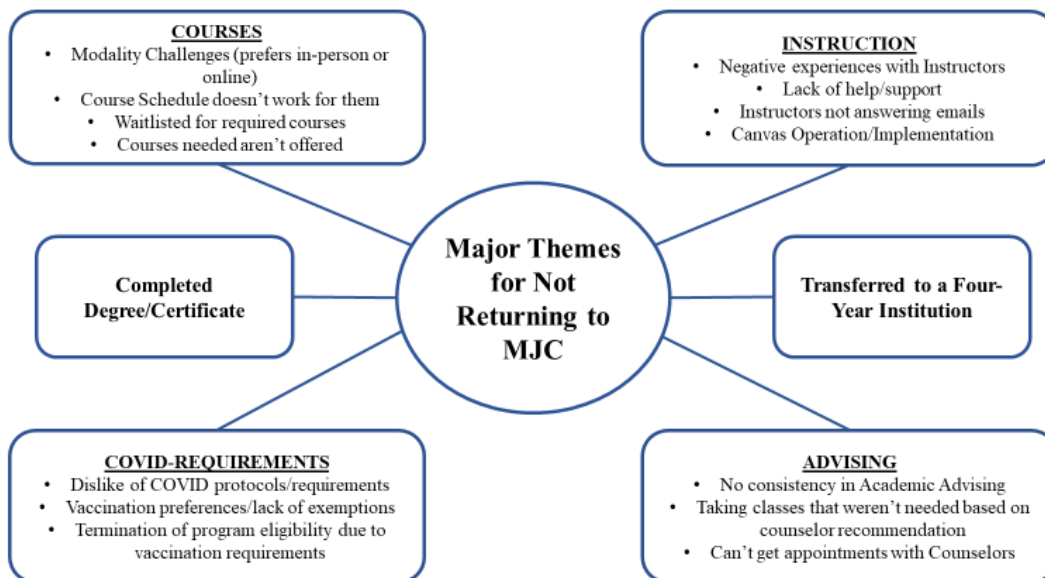 COURSES
• Modality Challenges (prefers in-person or
online)
• Course Schedule doesn't work for them
• Waitlisted for required courses
• Courses needed aren't offered
INSTRUCTION
• Negative experiences with Instructors
• Lack of help/support
• Instructors not answering emails
• Canvas Operation/Implementation
Completed
Degree/Certificate
Major Themes
for Not
Returning to
MJC
Transferred to a Four-
Year Institution
COVID-REQUIREMENTS
• Dislike of COVID protocols/requirements
• Vaccination preferences/lack of exemptions
• Termination of program eligibility due to
vaccination requirements
ADVISING
• No consistency in Academic Advising
• Taking classes that weren't needed based on
counselor recommendation
• Can't get appointments with Counselors